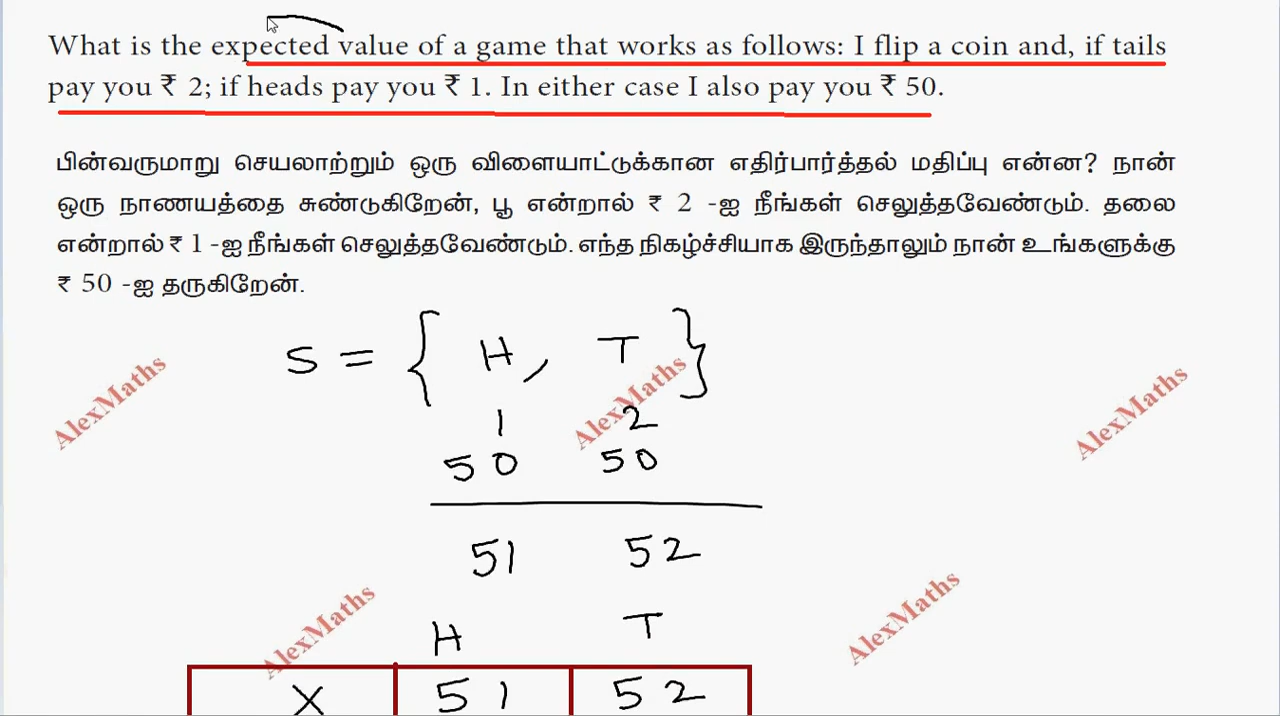 What is the expected value of a game that works as follows: I flip a coin and, if tails
pay you ₹ 2; if heads pay you ₹ 1. In either case I also pay you ₹ 50.
பின்வருமாறு செயலாற்றும் ஒரு விளையாட்டுக்கான எதிர்பார்த்தல் மதிப்பு என்ன? நான்
ஒரு நாணயத்தை சுண்டுகிறேன், பூ என்றால் ₹ 2 -ஐ நீங்கள் செலுத்தவேண்டும். தலை
என்றால் ₹ 1 -ஐ நீங்கள் செலுத்தவேண்டும். எந்த நிகழ்ச்சியாக இருந்தாலும் நான் உங்களுக்கு
₹ 50 -ஐ தருகிறேன்.
S = { H, T }
AlexMaths
AlexMaths
AlexMaths
1 2
50 50
51 52
AlexMaths
AlexMaths
H T
X 51 52